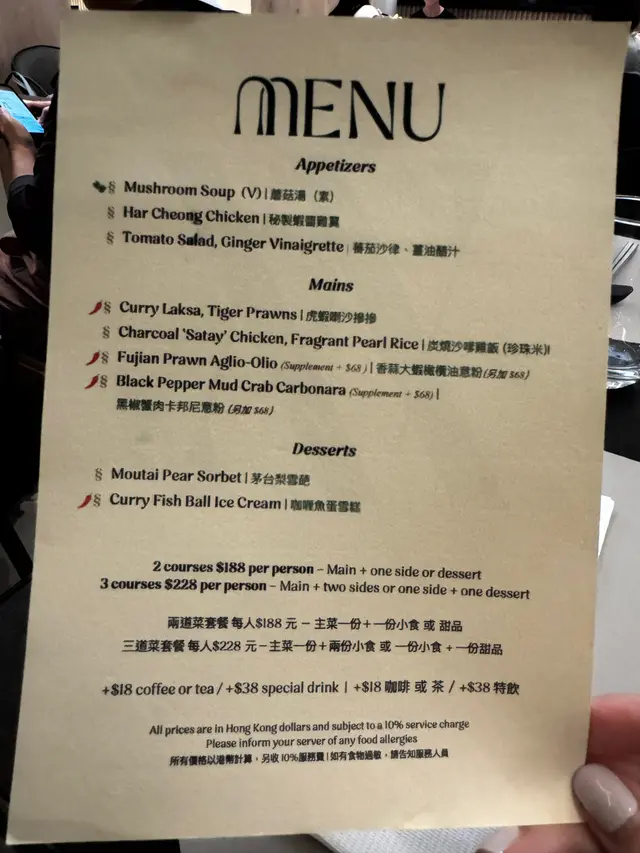 MENU
Appetizers
§ Mushroom Soup (V) | 蘑菇湯 (素)
§ Har Cheong Chicken | 秘製蝦醬雞翼
§ Tomato Salad, Ginger Vinaigrette | 蕃茄沙律、薑油醋汁
Mains
§ Curry Laksa, Tiger Prawns | 虎蝦喇沙摻摻
§ Charcoal 'Satay' Chicken, Fragrant Pearl Rice | 炭燒沙嗲雞飯 (珍珠米)|
§ Fujian Prawn Aglio-Olio (Supplement + $68) | 香蒜大蝦橄欖油意粉 (另加 $68)
§ Black Pepper Mud Crab Carbonara (Supplement + $68) |
黑椒蟹肉卡邦尼意粉 (另加 $68)
Desserts
§ Moutai Pear Sorbet | 茅台梨雪葩
§ Curry Fish Ball Ice Cream | 咖喱魚蛋雪糕
2 courses $188 per person – Main + one side or dessert
3 courses $228 per person – Main + two sides or one side + one dessert
兩道菜套餐 每人$188 元 – 主菜一份 + 一份小食 或 甜品
三道菜套餐 每人$228 元 – 主菜一份 + 兩份小食 或 一份小食 + 一份甜品
+$18 coffee or tea / +$38 special drink | +$18 咖啡 或 茶 / +$38 特飲
All prices are in Hong Kong dollars and subject to a 10% service charge
Please inform your server of any food allergies
所有價格以港幣計算，另收 10%服務費 | 如有食物過敏，請告知服務人員